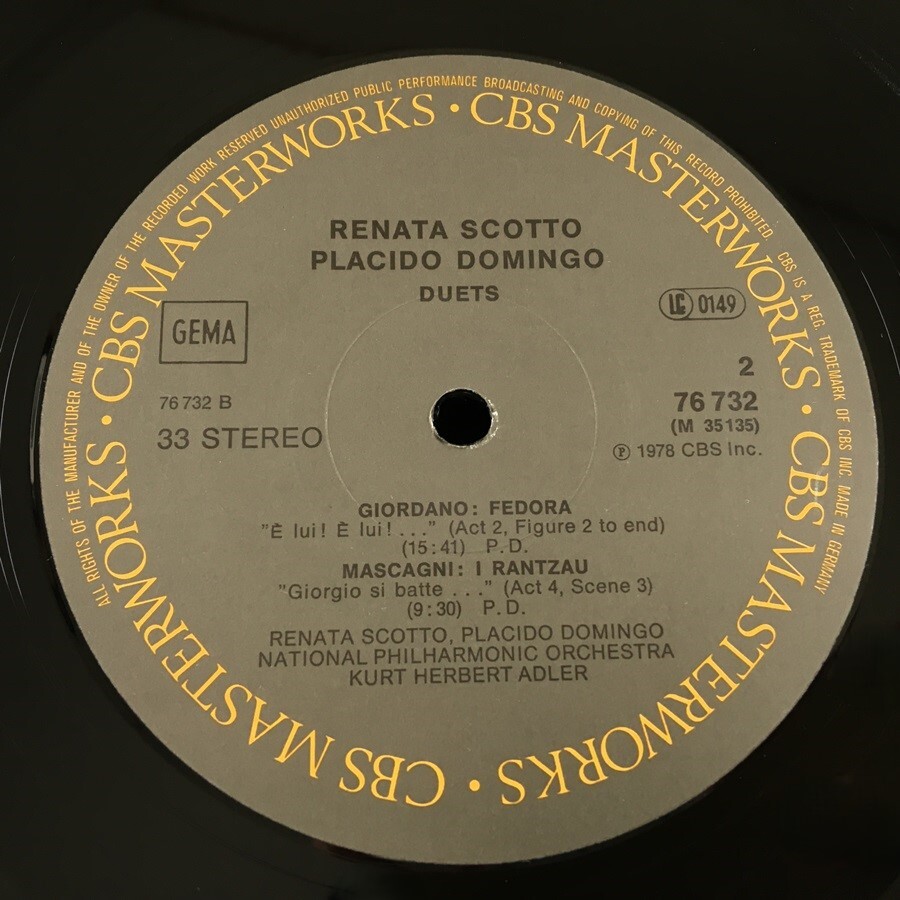 ALL RIGHTS OF THE MANUFACTURER AND OF THE OWNER OF THE RECORDED WORK RESERVED UNAUTHORIZED PUBLIC PERFORMANCE BROADCASTING AND COPYING OF THIS RECORD PROHIBITED. CBS IS A REG. TRADEMARK OF CBS INC. MADE IN GERMANY
CBS MASTERWORKS • CBS MASTERWORKS • CBS MASTERWORKS • CBS MASTERWORKS • CBS MASTERWORKS •
RENATA SCOTTO
PLACIDO DOMINGO
DUETS
GEMA
LC 0149
2
76 732 B
76 732
(M 35135)
33 STEREO
℗ 1978 CBS Inc.
GIORDANO: FEDORA
"È lui! È lui!..." (Act 2, Figure 2 to end)
(15:41) P.D.
MASCAGNI: I RANTZAU
"Giorgio si batte ..." (Act 4, Scene 3)
(9:30) P.D.
RENATA SCOTTO, PLACIDO DOMINGO
NATIONAL PHILHARMONIC ORCHESTRA
KURT HERBERT ADLER